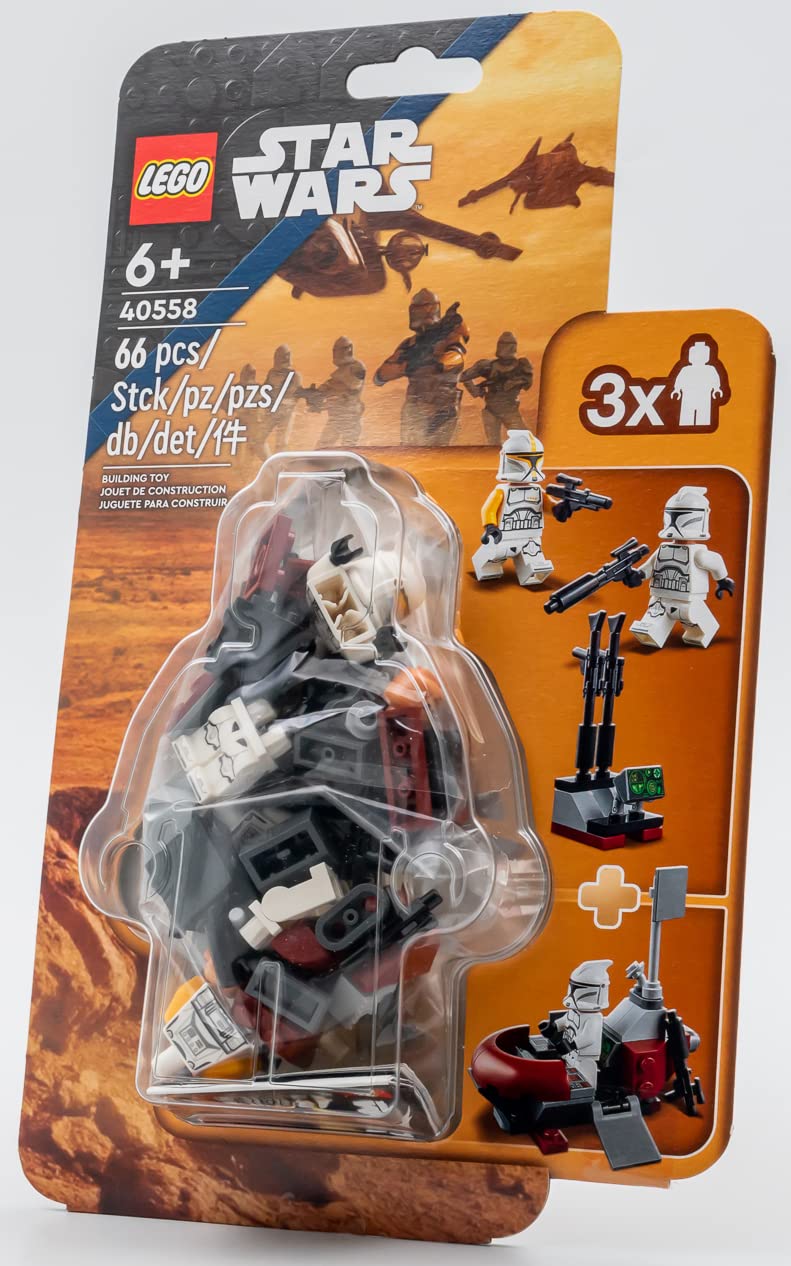 LEGO
STAR
WARS™
6+
40558
66 pcs/
Stck/pz/pzs/
db/det/件
BUILDING TOY
JOUET DE CONSTRUCTION
JUGUETE PARA CONSTRUIR
3x